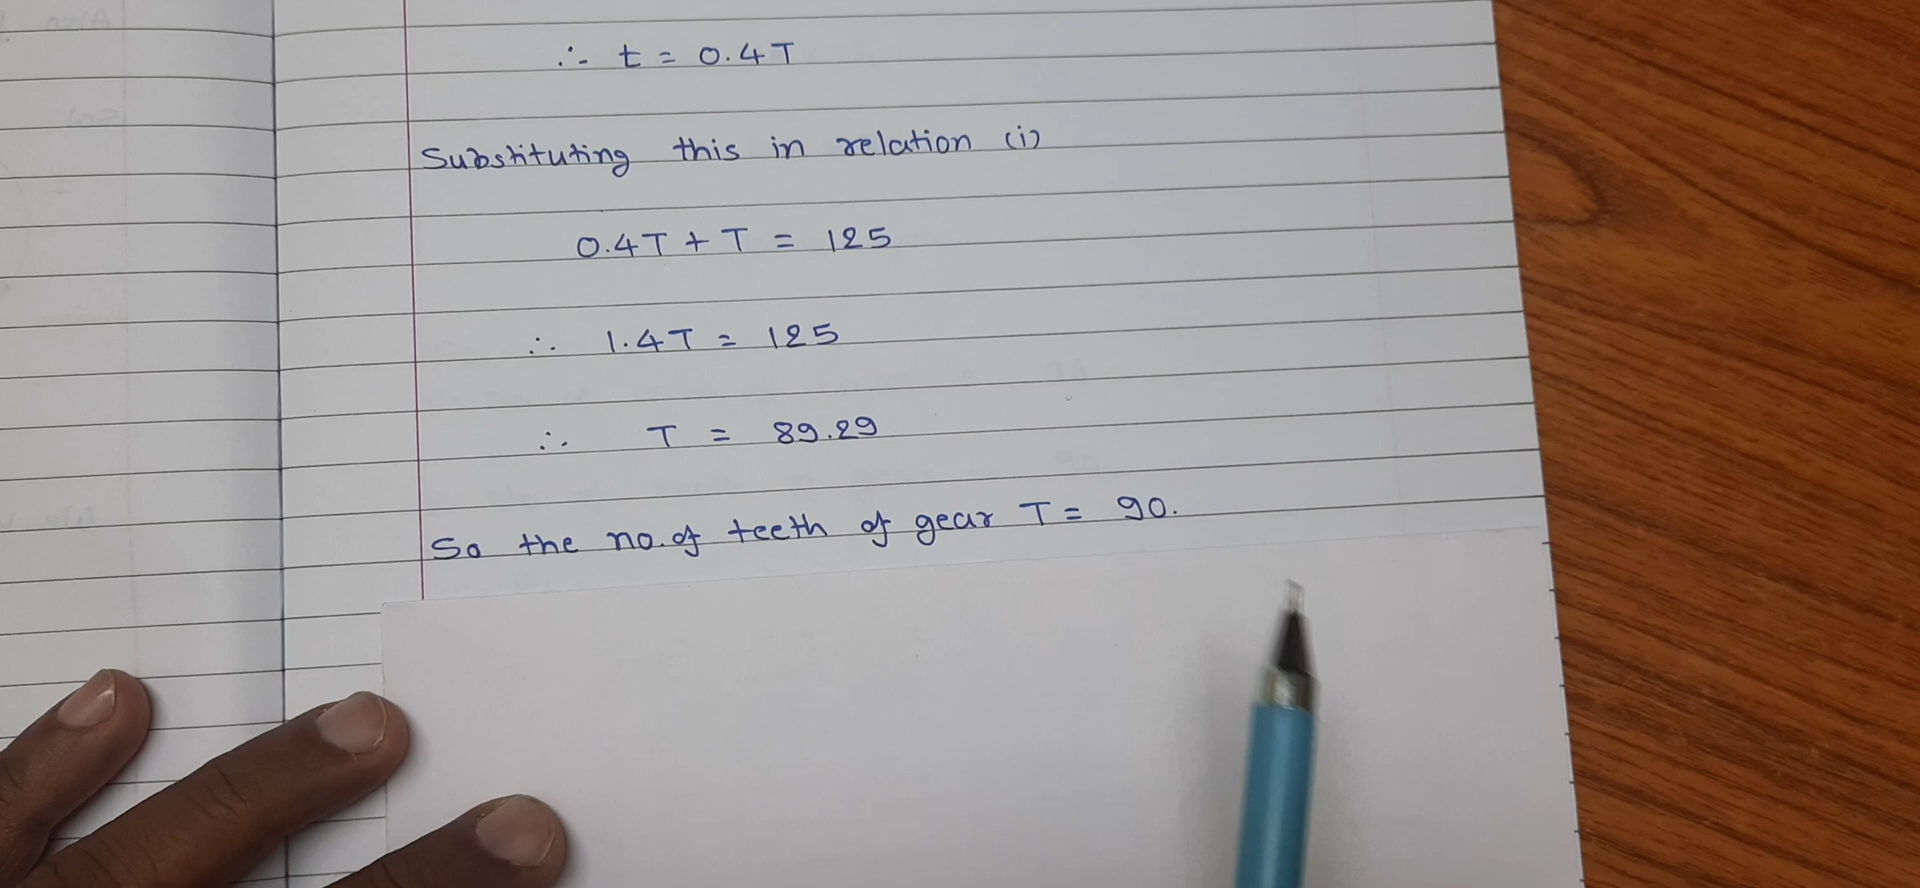 ∴ t = 0.4T
Substituting this in relation (i)
0.4T + T = 125
∴ 1.4T = 125
∴ T = 89.29
So the no. of teeth of gear T = 90.